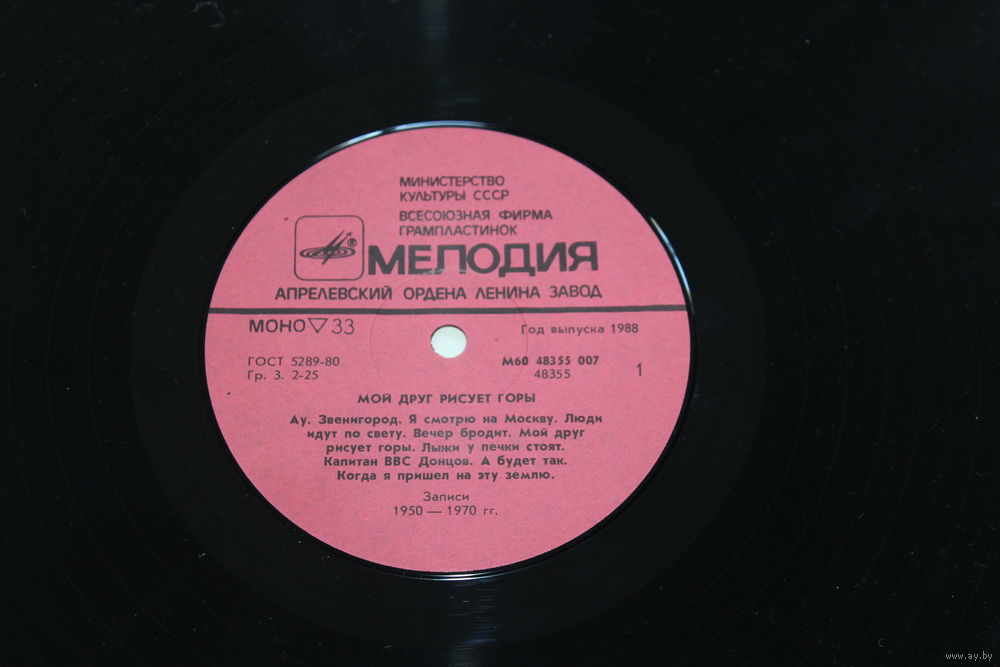 МИНИСТЕРСТВО
КУЛЬТУРЫ СССР
ВСЕСОЮЗНАЯ ФИРМА
ГРАМПЛАСТИНОК
®
МЕЛОДИЯ
АПРЕЛЕВСКИЙ ОРДЕНА ЛЕНИНА ЗАВОД
МОНО ▽ 33
Год выпуска 1988
ГОСТ 5289-80
Гр. 3. 2-25
М60 48355 007
48355
1
МОЙ ДРУГ РИСУЕТ ГОРЫ
Ау. Звенигород. Я смотрю на Москву. Люди
идут по свету. Вечер бродит. Мой друг
рисует горы. Лыжи у печки стоят.
Капитан ВВС Донцов. А будет так.
Когда я пришел на эту землю.
Записи
1950 — 1970 гг.
www.ay.by